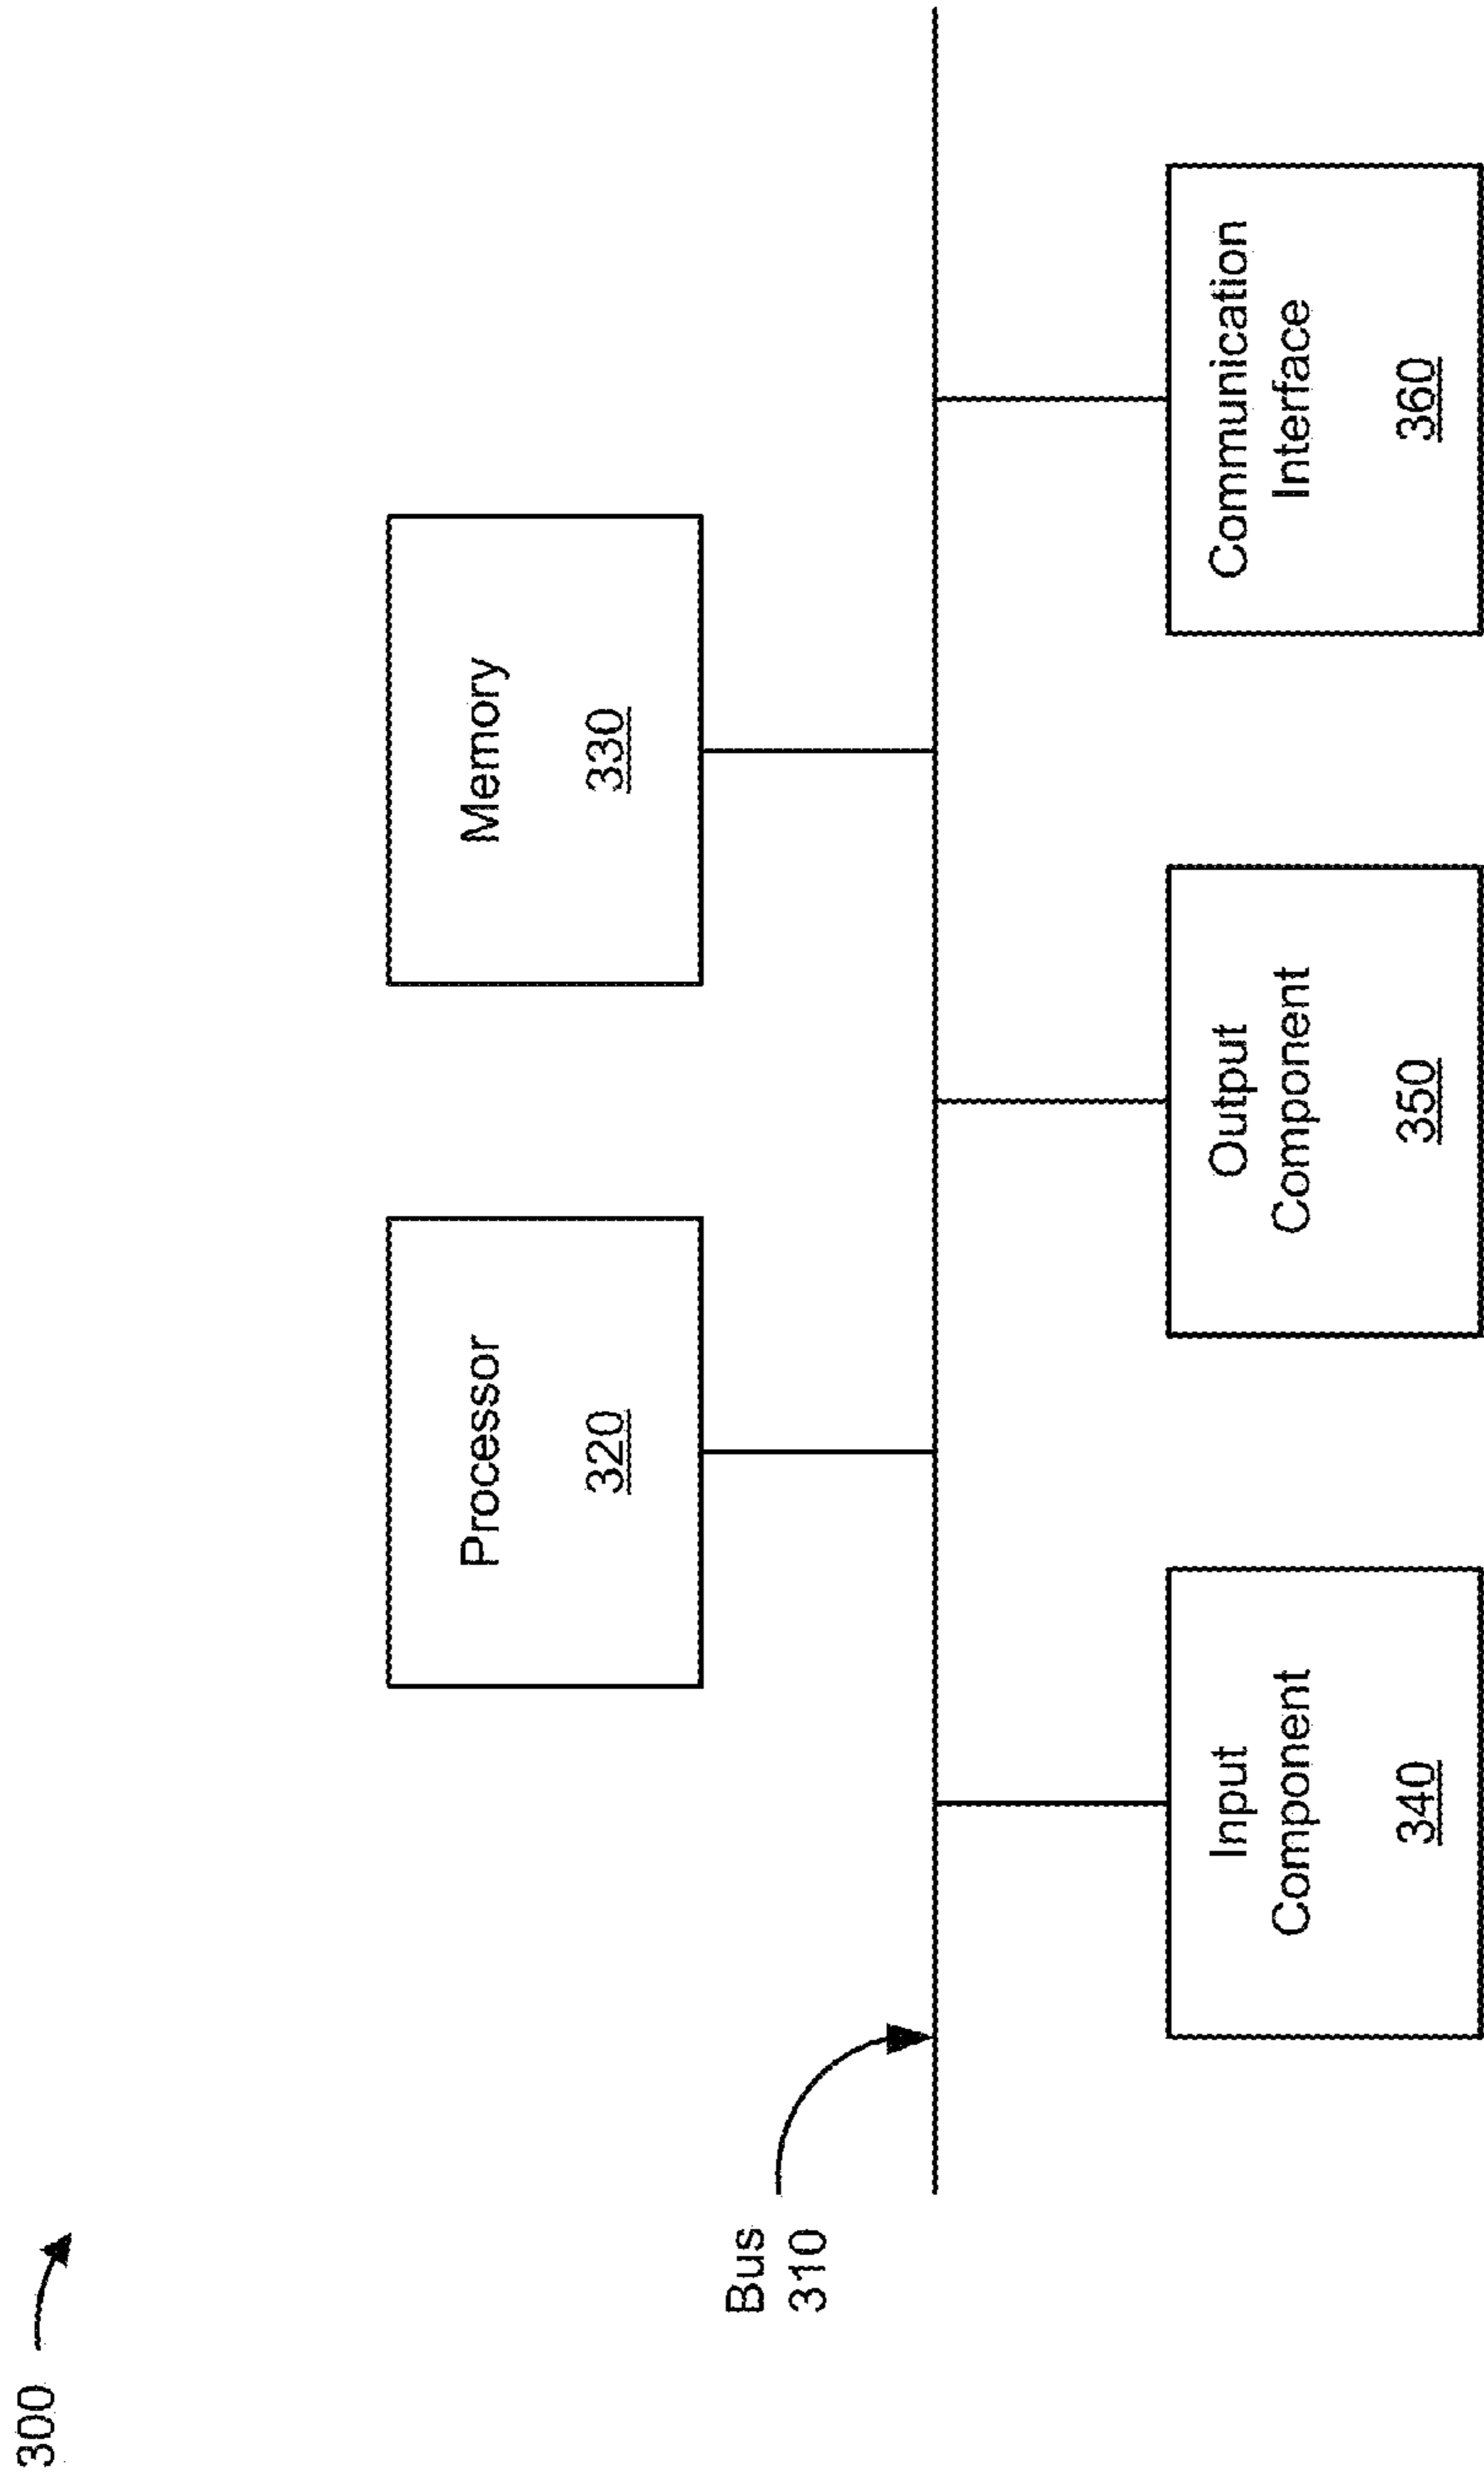 300
Processor
320
Memory
330
Bus
310
Input
Component
340
Output
Component
350
Communication
Interface
360